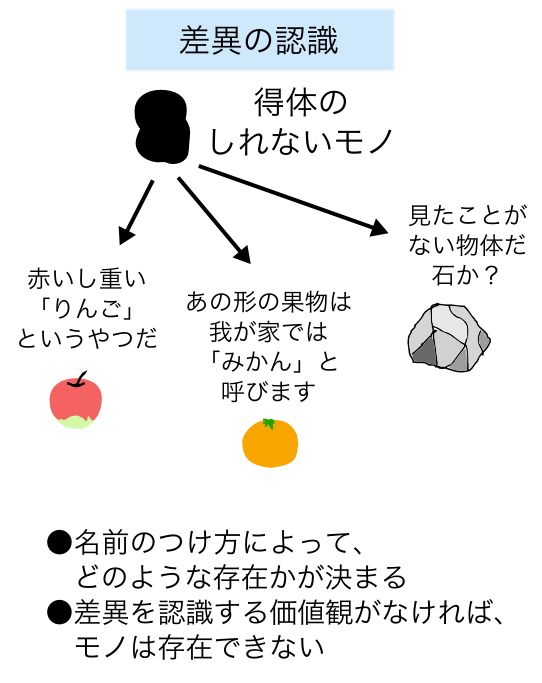 差異の認識
得体の
しれないモノ
見たことが
ない物体だ
石か？
赤いし重い
「りんご」
というやつだ
あの形の果物は
我が家では
「みかん」と
呼びます
●名前のつけ方によって、
どのような存在かが決まる
●差異を認識する価値観がなければ、
モノは存在できない